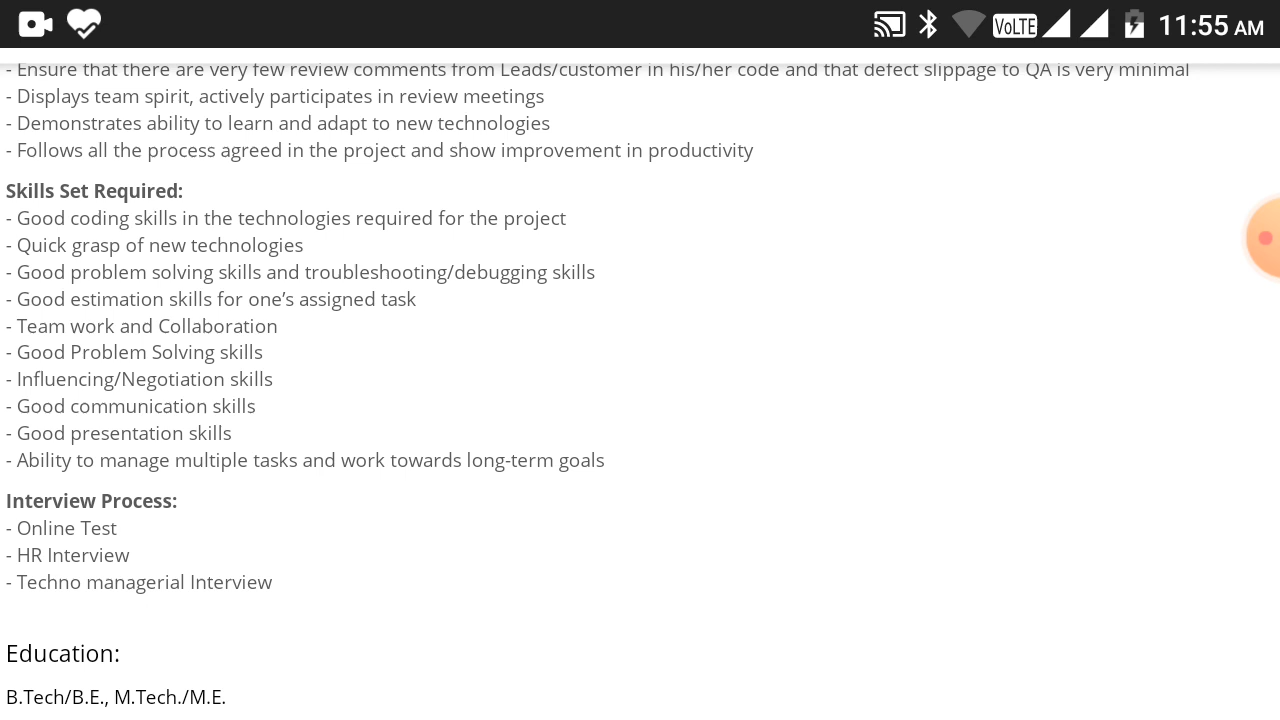 VoLTE 11:55 AM
- Ensure that there are very few review comments from Leads/customer in his/her code and that defect slippage to QA is very minimal
- Displays team spirit, actively participates in review meetings
- Demonstrates ability to learn and adapt to new technologies
- Follows all the process agreed in the project and show improvement in productivity
Skills Set Required:
- Good coding skills in the technologies required for the project
- Quick grasp of new technologies
- Good problem solving skills and troubleshooting/debugging skills
- Good estimation skills for one’s assigned task
- Team work and Collaboration
- Good Problem Solving skills
- Influencing/Negotiation skills
- Good communication skills
- Good presentation skills
- Ability to manage multiple tasks and work towards long-term goals
Interview Process:
- Online Test
- HR Interview
- Techno managerial Interview
Education:
B.Tech/B.E., M.Tech./M.E.